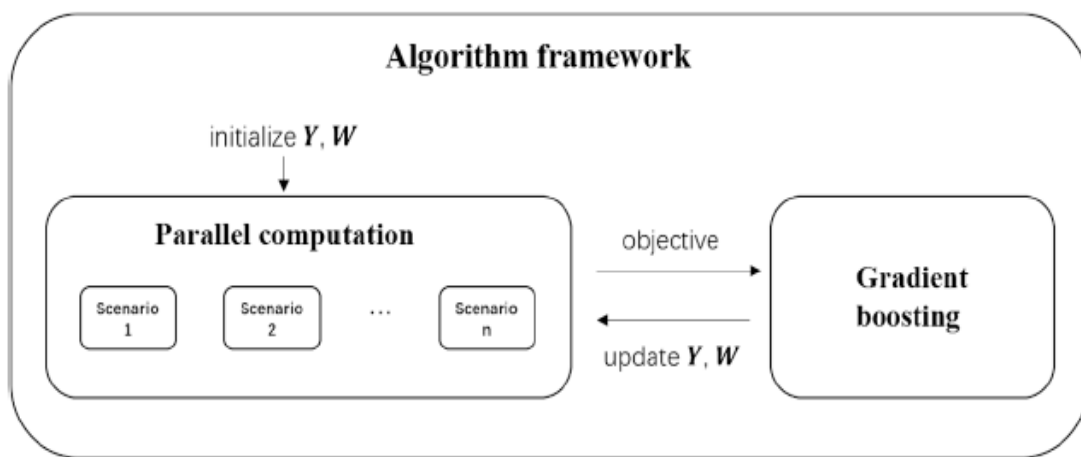 Algorithm framework
initialize Y, W
Parallel computation
Scenario
1
Scenario
2
...
Scenario
n
objective
update Y, W
Gradient
boosting